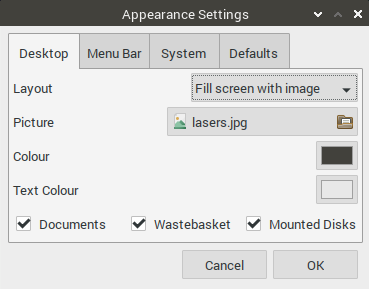 Appearance Settings
Desktop Menu Bar System Defaults
Layout Fill screen with image
Picture lasers.jpg
Colour
Text Colour
Documents Wastebasket Mounted Disks
Cancel OK